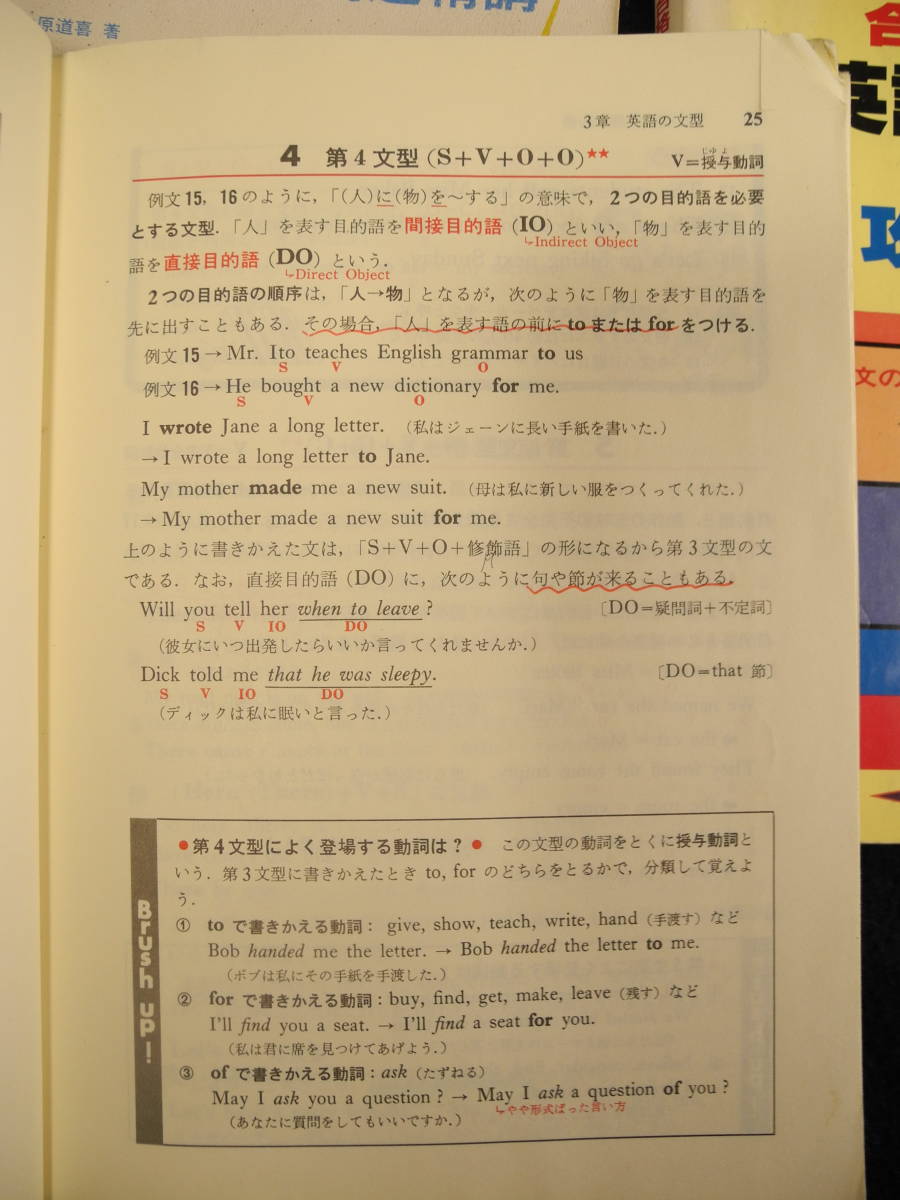 原道喜 著
3章 英語の文型 25
4 第4文型(S+V+O+O)★★ V=授与動詞
じゅよ
例文15, 16のように,「(人)に(物)を〜する」の意味で, 2つの目的語を必要
とする文型.「人」を表す目的語を間接目的語(IO)といい,「物」を表す目的
↳Indirect Object
語を直接目的語(DO)という.
↳Direct Object
2つの目的語の順序は,「人→物」となるが, 次のように「物」を表す目的語を
先に出すこともある. その場合,「人」を表す語の前に to または for をつける.
例文15→Mr. Ito teaches English grammar to us
S V O
例文16→He bought a new dictionary for me.
S V O
I wrote Jane a long letter. (私はジェーンに長い手紙を書いた.)
→I wrote a long letter to Jane.
My mother made me a new suit. (母は私に新しい服をつくってくれた.)
→My mother made a new suit for me.
上のように書きかえた文は,「S+V+O+修飾語」の形になるから第3文型の文
M
である. なお, 直接目的語(DO)に, 次のように句や節が来ることもある.
Will you tell her when to leave? [DO=疑問詞+不定詞]
S V IO DO
(彼女にいつ出発したらいいか言ってくれませんか.)
Dick told me that he was sleepy. [DO=that 節]
S V IO DO
(ディックは私に眠いと言った.)
Brush up!
●第4文型によく登場する動詞は?● この文型の動詞をとくに授与動詞と
いう. 第3文型に書きかえたとき to, for のどちらをとるかで, 分類して覚えよ
う.
① to で書きかえる動詞: give, show, teach, write, hand (手渡す) など
Bob handed me the letter. → Bob handed the letter to me.
(ボブは私にその手紙を手渡した.)
② for で書きかえる動詞: buy, find, get, make, leave (残す) など
I'll find you a seat. → I'll find a seat for you.
(私は君に席を見つけてあげよう.)
③ of で書きかえる動詞: ask (たずねる)
May I ask you a question? → May I ask a question of you?
↳やや形式ばった言い方
(あなたに質問をしてもいいですか.)
文の